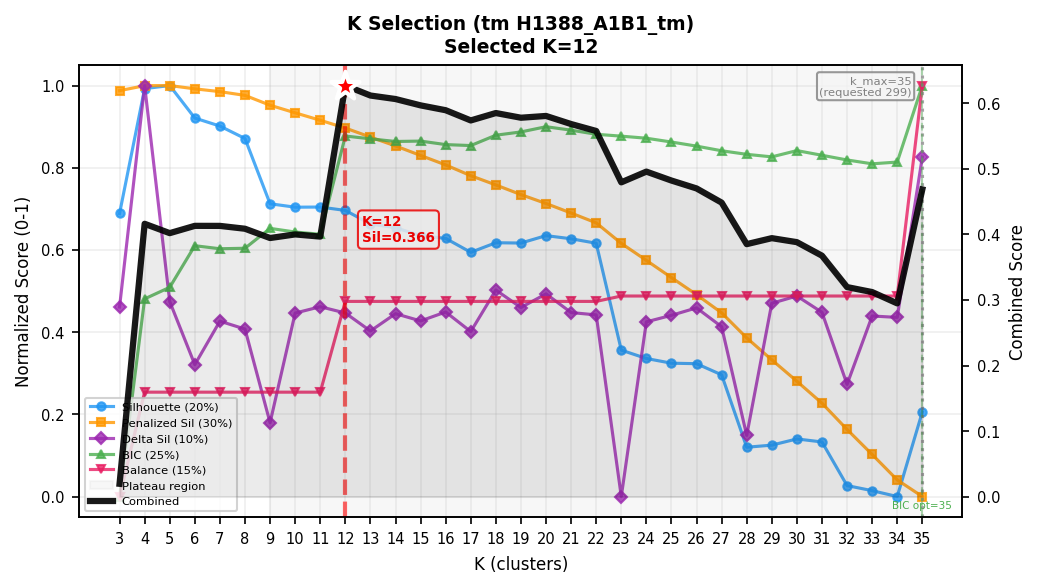 K Selection (tm H1388_A1B1_tm)
Selected K=12
k_max=35
(requested 299)
K=12
Sil=0.366
BIC opt=35
Silhouette (20%)
Penalized Sil (30%)
Delta Sil (10%)
BIC (25%)
Balance (15%)
Plateau region
Combined
Normalized Score (0-1)
1.0
0.8
0.6
0.4
0.2
0.0
Combined Score
0.6
0.5
0.4
0.3
0.2
0.1
0.0
3 4 5 6 7 8 9 10 11 12 13 14 15 16 17 18 19 20 21 22 23 24 25 26 27 28 29 30 31 32 33 34 35
K (clusters)